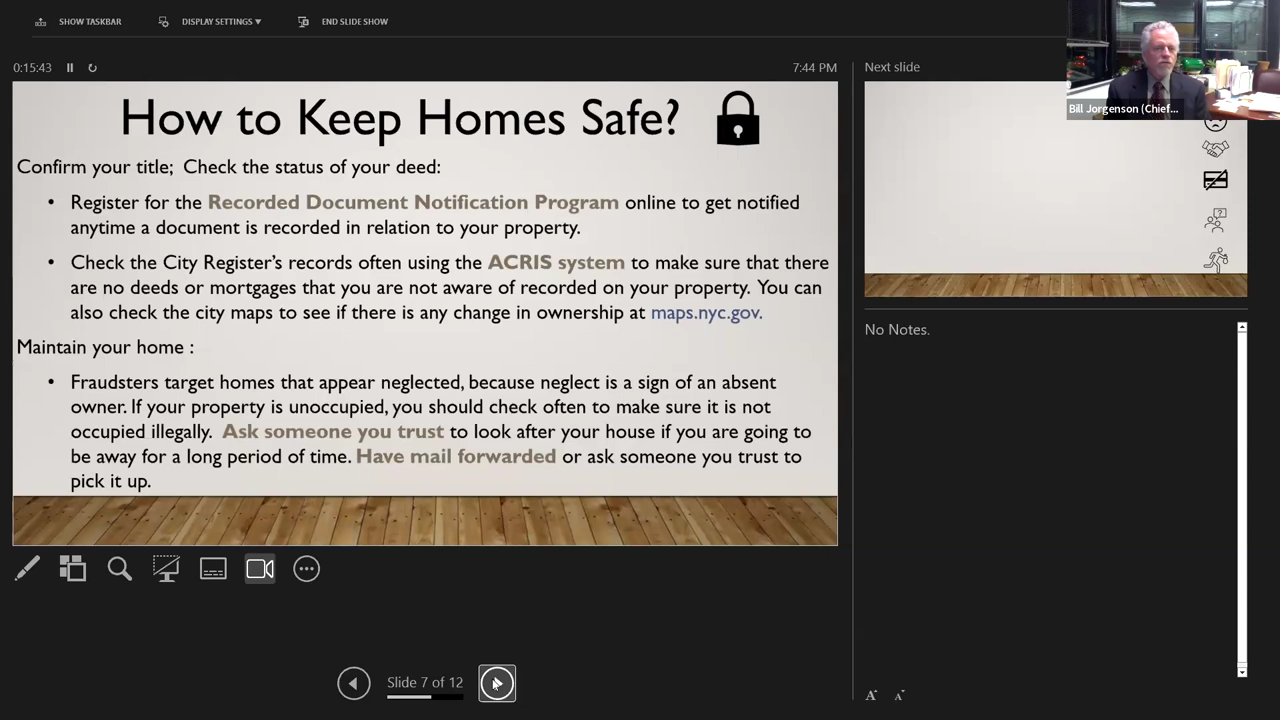 SHOW TASKBAR
DISPLAY SETTINGS ▼
END SLIDE SHOW
0:15:43
7:44 PM
Next slide
Bill Jorgenson (Chief...
How to Keep Homes Safe?
Confirm your title;  Check the status of your deed:
• Register for the Recorded Document Notification Program online to get notified
anytime a document is recorded in relation to your property.
• Check the City Register's records often using the ACRIS system to make sure that there
are no deeds or mortgages that you are not aware of recorded on your property.  You can
also check the city maps to see if there is any change in ownership at maps.nyc.gov.
Maintain your home :
• Fraudsters target homes that appear neglected, because neglect is a sign of an absent
owner. If your property is unoccupied, you should check often to make sure it is not
occupied illegally.  Ask someone you trust to look after your house if you are going to
be away for a long period of time. Have mail forwarded or ask someone you trust to
pick it up.
No Notes.
Slide 7 of 12
A A